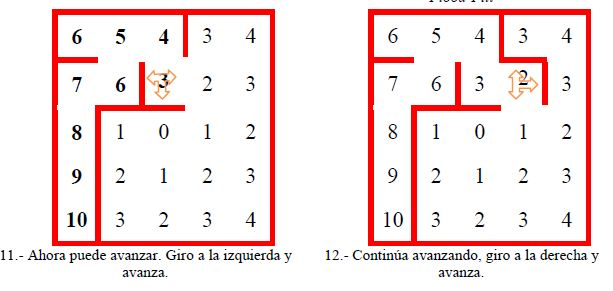 6 5 4 3 4
7 6 3 2 3
8 1 0 1 2
9 2 1 2 3
10 3 2 3 4
11.- Ahora puede avanzar. Giro a la izquierda y
avanza.
6 5 4 3 4
7 6 3 2 3
8 1 0 1 2
9 2 1 2 3
10 3 2 3 4
12.- Continúa avanzando, giro a la derecha y
avanza.